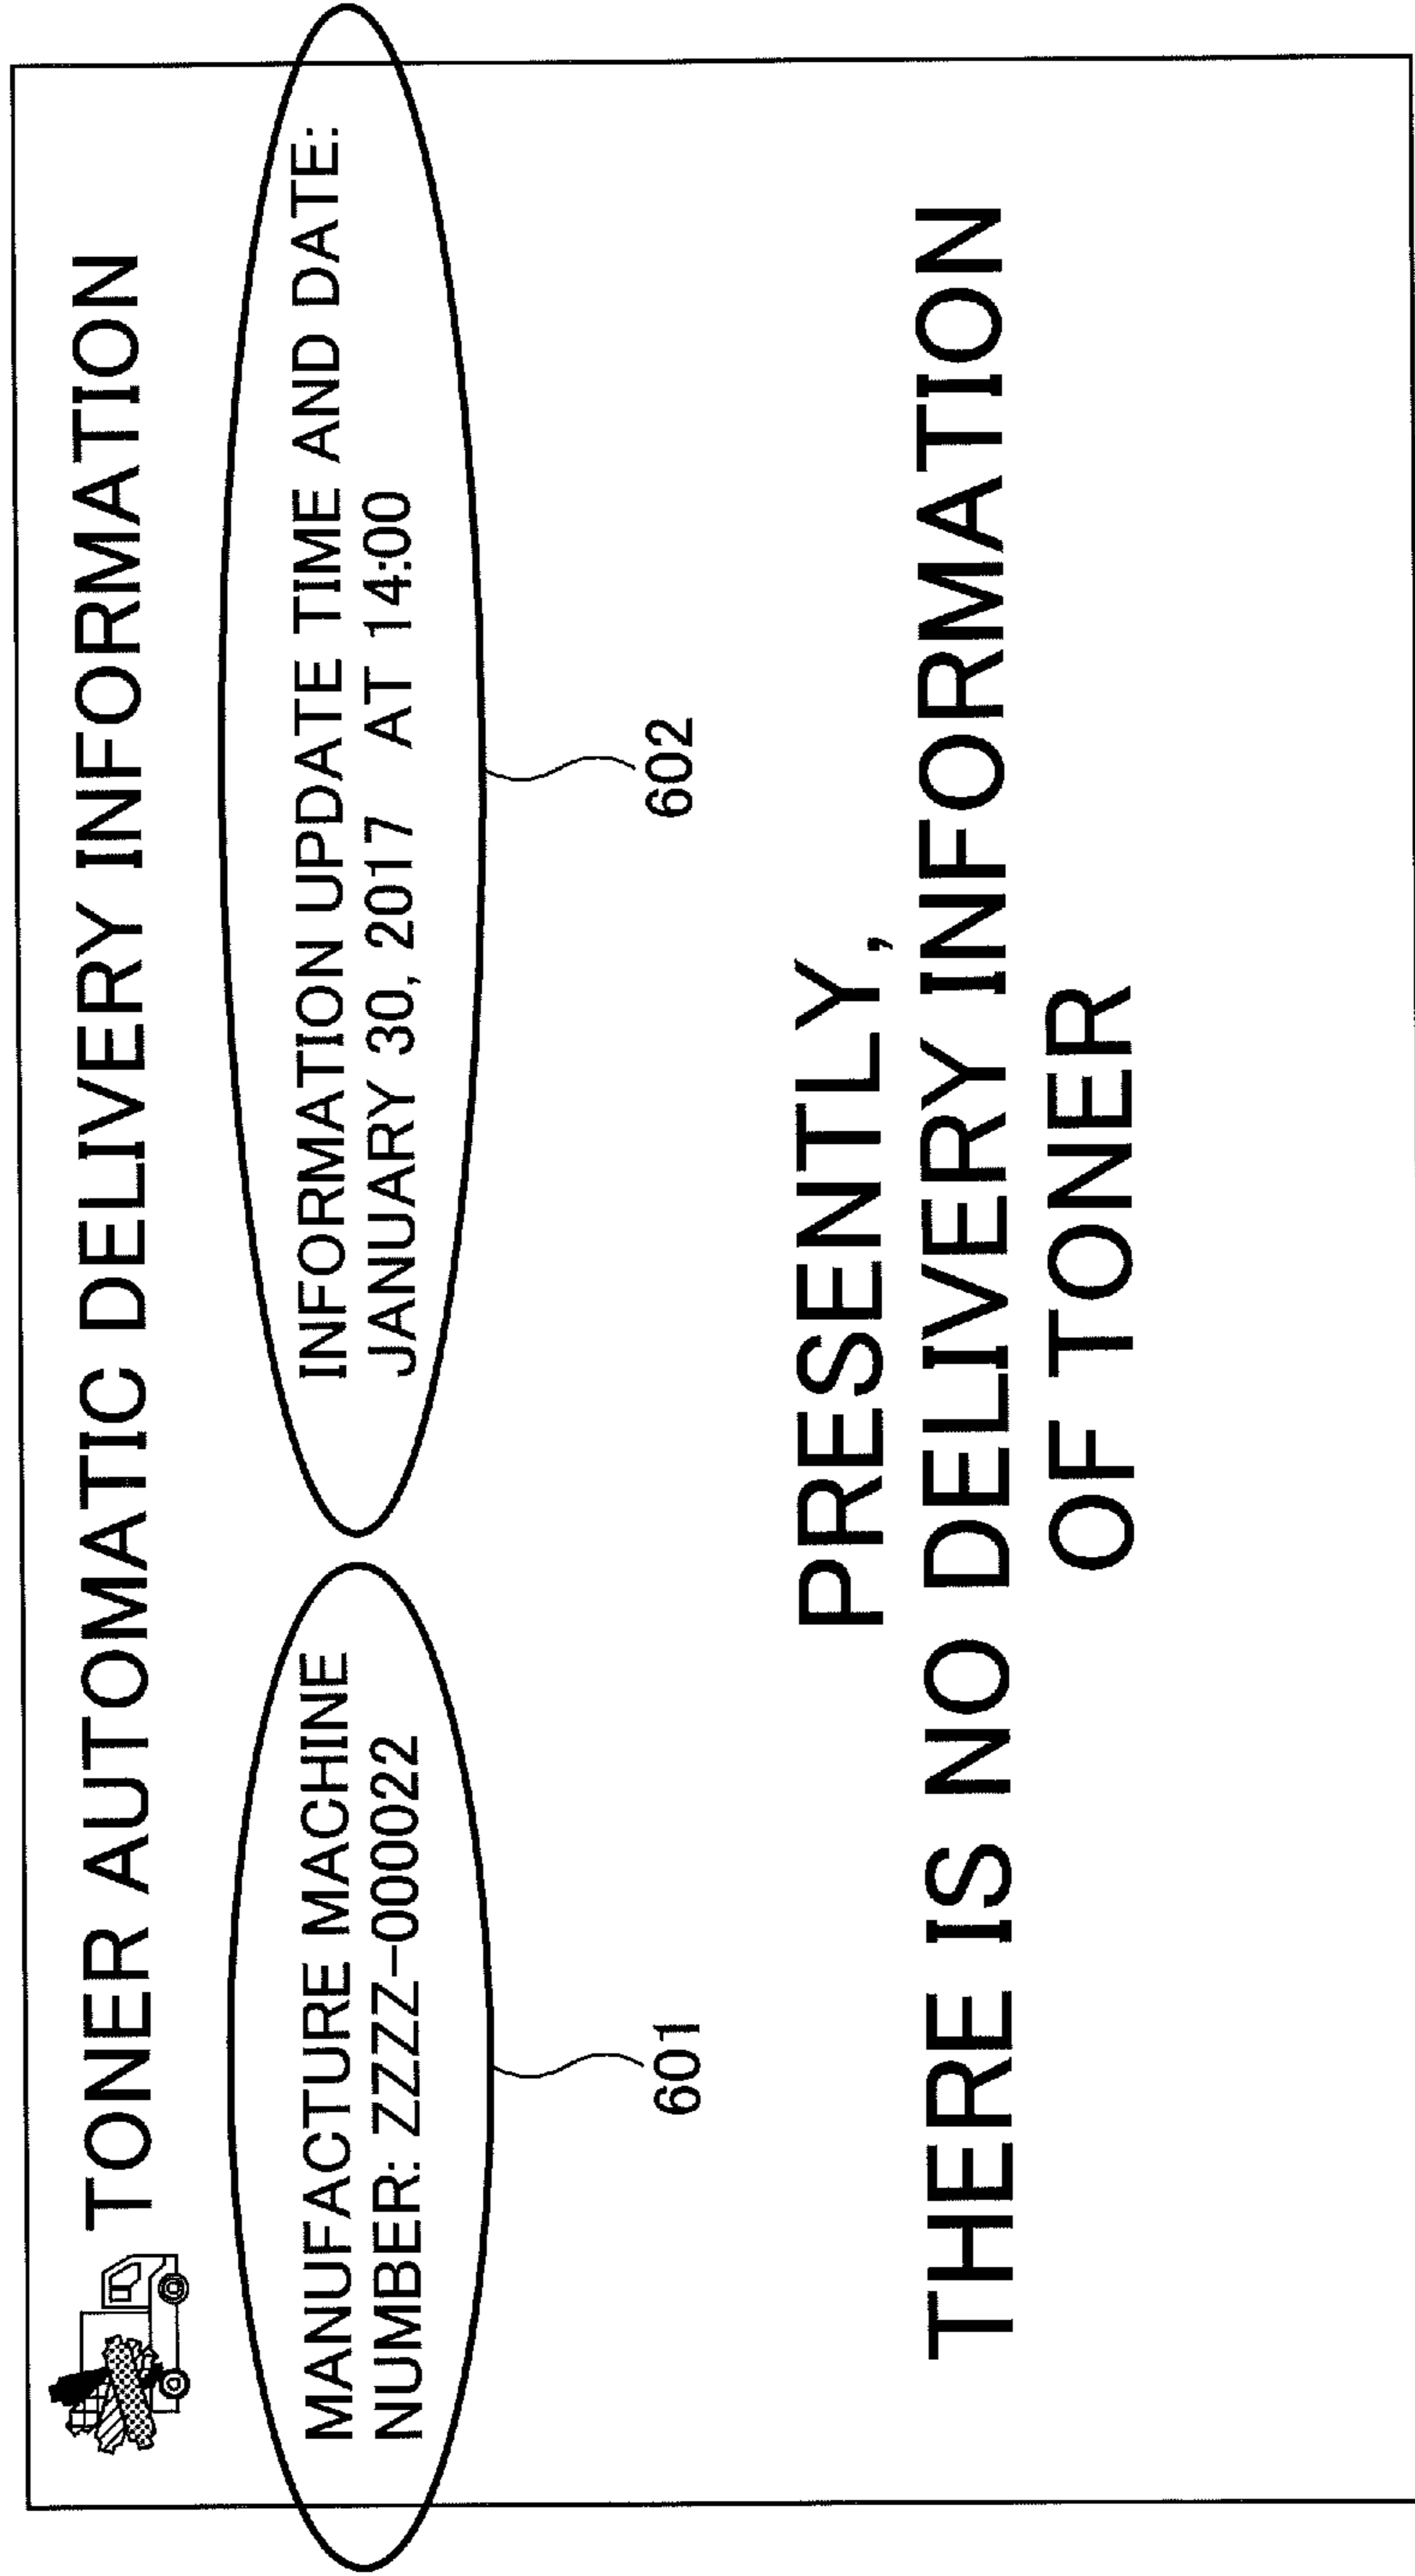 TONER AUTOMATIC DELIVERY INFORMATION
MANUFACTURE MACHINE
NUMBER: ZZZZ-000022
601
INFORMATION UPDATE TIME AND DATE:
JANUARY 30, 2017 AT 14:00
602
PRESENTLY,
THERE IS NO DELIVERY INFORMATION
OF TONER